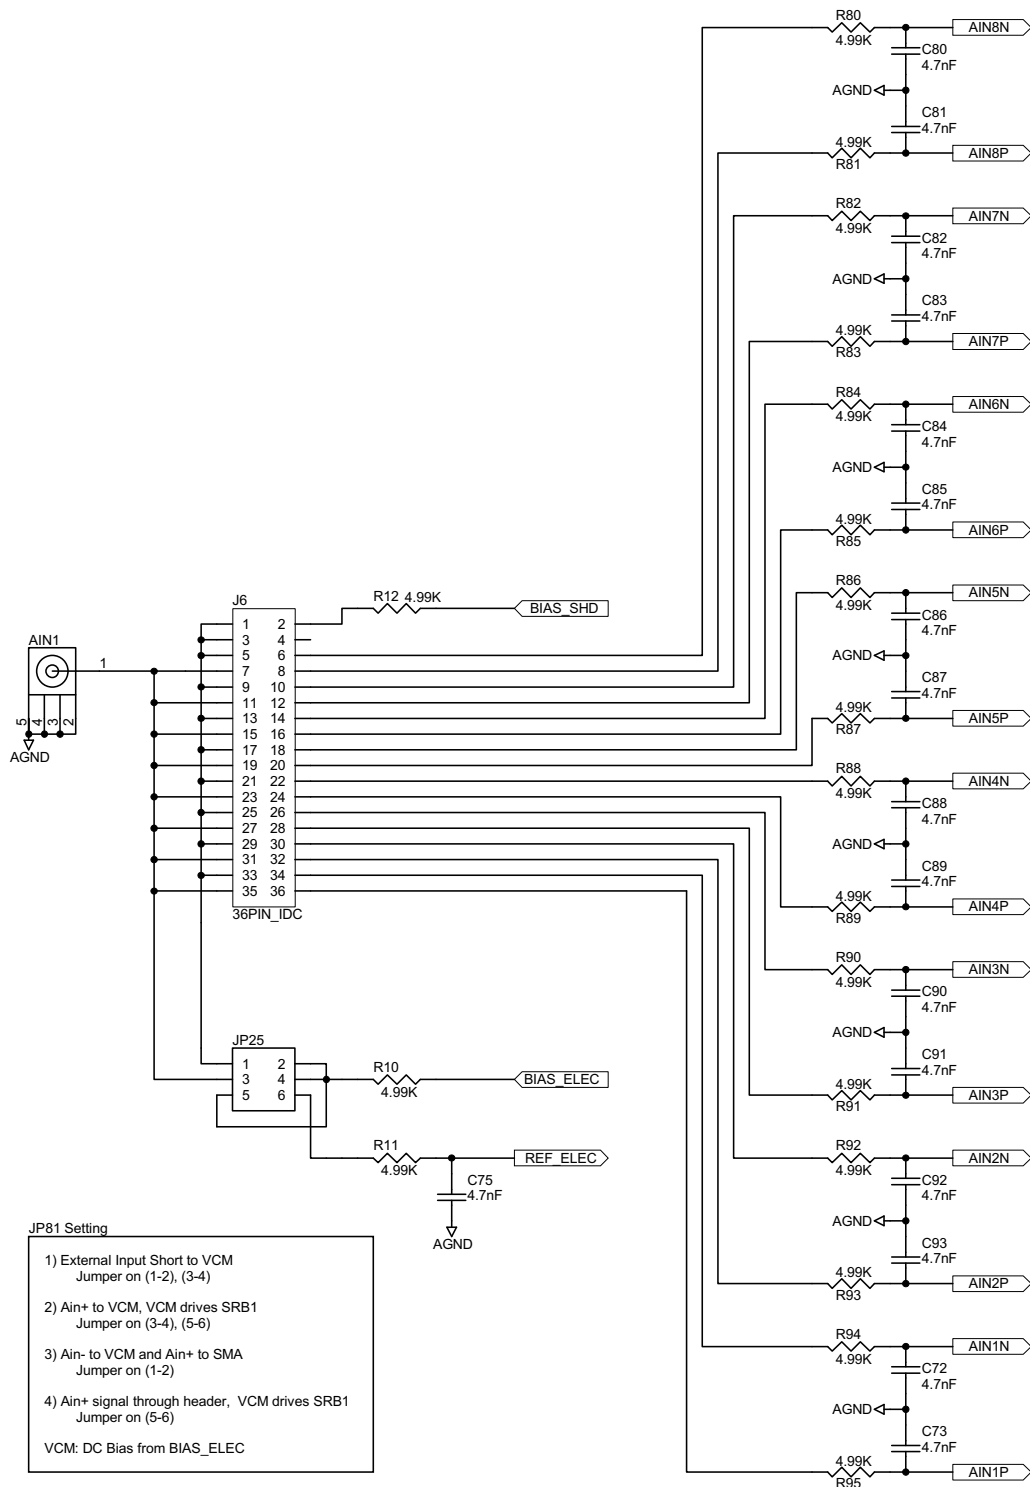 R80
4.99K
AIN8N
C80
4.7nF
AGND
C81
4.7nF
4.99K
R81
AIN8P
R82
4.99K
AIN7N
C82
4.7nF
AGND
C83
4.7nF
4.99K
R83
AIN7P
R84
4.99K
AIN6N
C84
4.7nF
AGND
C85
4.7nF
4.99K
R85
AIN6P
R86
4.99K
AIN5N
C86
4.7nF
AGND
C87
4.7nF
4.99K
R87
AIN5P
R88
4.99K
AIN4N
C88
4.7nF
AGND
C89
4.7nF
4.99K
R89
AIN4P
R90
4.99K
AIN3N
C90
4.7nF
AGND
C91
4.7nF
4.99K
R91
AIN3P
R92
4.99K
AIN2N
C92
4.7nF
AGND
C93
4.7nF
4.99K
R93
AIN2P
R94
4.99K
AIN1N
C72
4.7nF
AGND
C73
4.7nF
4.99K
R95
AIN1P
R12 4.99K
BIAS_SHD
J6
1 2
3 4
5 6
7 8
9 10
11 12
13 14
15 16
17 18
19 20
21 22
23 24
25 26
27 28
29 30
31 32
33 34
35 36
36PIN_IDC
AIN1
1
5 4 3 2
AGND
JP25
1 2
3 4
5 6
R10
4.99K
BIAS_ELEC
R11
4.99K
REF_ELEC
C75
4.7nF
AGND
JP81 Setting
1) External Input Short to VCM
Jumper on (1-2), (3-4)
2) Ain+ to VCM, VCM drives SRB1
Jumper on (3-4), (5-6)
3) Ain- to VCM and Ain+ to SMA
Jumper on (1-2)
4) Ain+ signal through header, VCM drives SRB1
Jumper on (5-6)
VCM: DC Bias from BIAS_ELEC